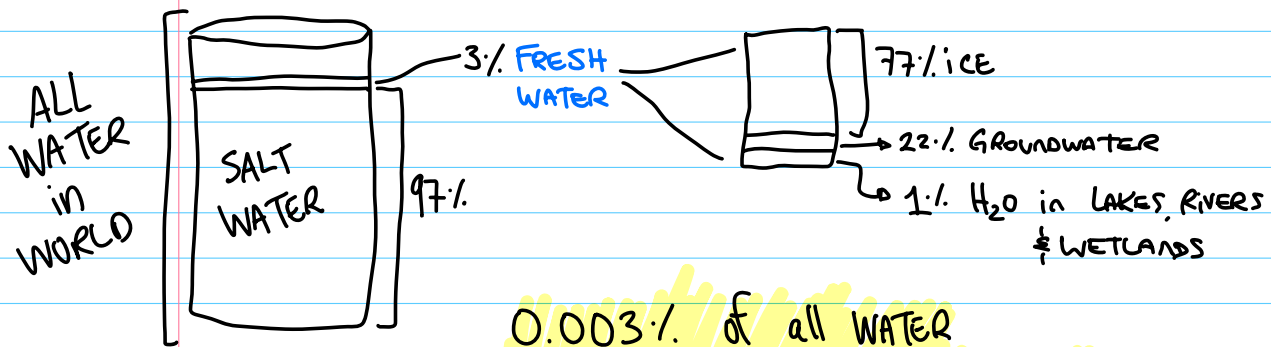 ALL
WATER
in
WORLD
SALT
WATER
97%
3% FRESH
WATER
77% iCE
22% GROUNDWATER
1% H₂O in LAKES, RIVERS
& WETLANDS
0.003% of all WATER